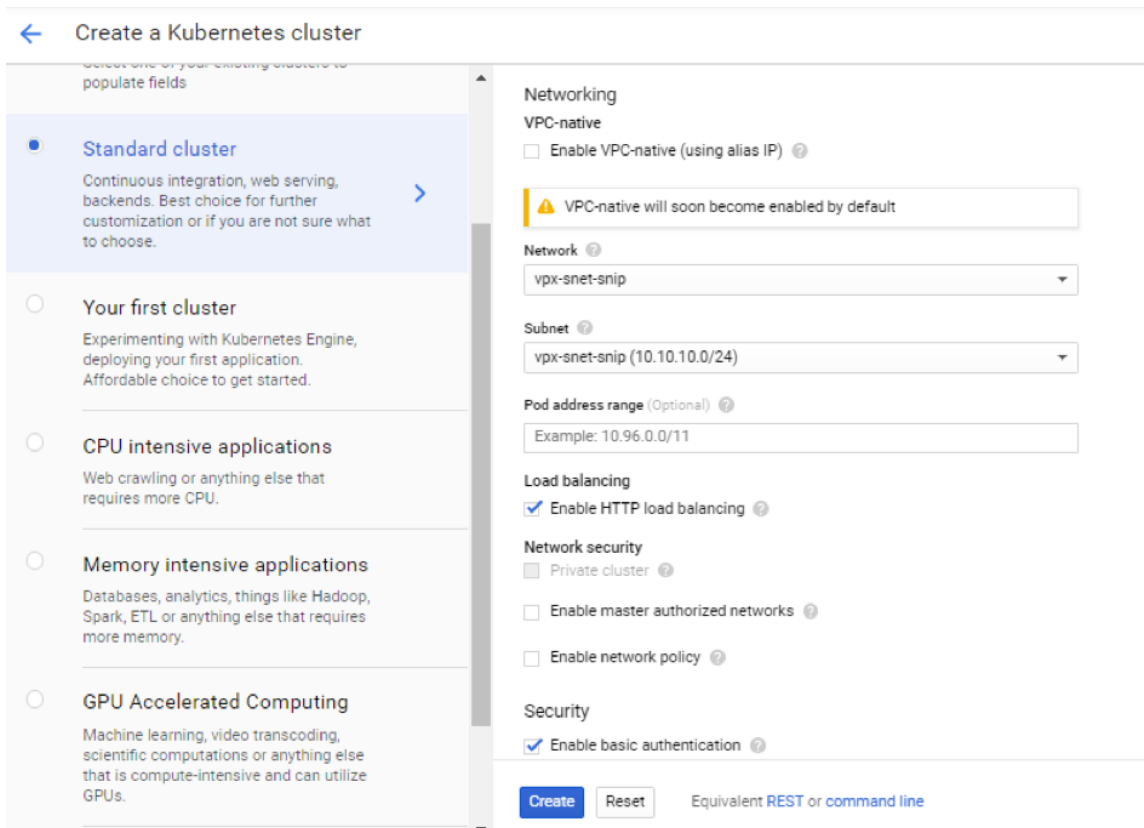 Create a Kubernetes cluster
Select one of your existing clusters to
populate fields
Standard cluster
Continuous integration, web serving,
backends. Best choice for further
customization or if you are not sure what
to choose.
Your first cluster
Experimenting with Kubernetes Engine,
deploying your first application.
Affordable choice to get started.
CPU intensive applications
Web crawling or anything else that
requires more CPU.
Memory intensive applications
Databases, analytics, things like Hadoop,
Spark, ETL or anything else that requires
more memory.
GPU Accelerated Computing
Machine learning, video transcoding,
scientific computations or anything else
that is compute-intensive and can utilize
GPUs.
Networking
VPC-native
Enable VPC-native (using alias IP)
VPC-native will soon become enabled by default
Network
vpx-snet-snip
Subnet
vpx-snet-snip (10.10.10.0/24)
Pod address range (Optional)
Example: 10.96.0.0/11
Load balancing
Enable HTTP load balancing
Network security
Private cluster
Enable master authorized networks
Enable network policy
Security
Enable basic authentication
Create Reset Equivalent REST or command line